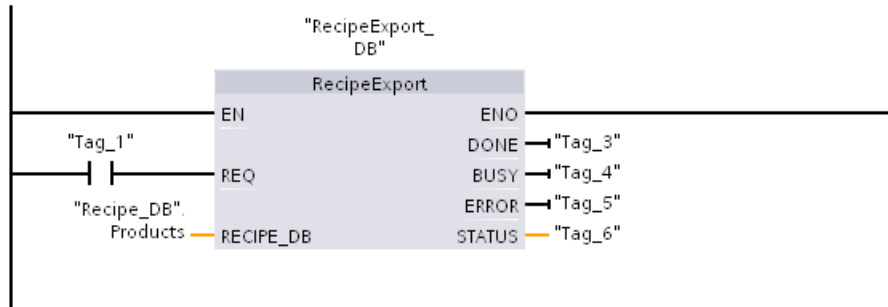 "RecipeExport_
DB"
RecipeExport
EN ENO
"Tag_1" DONE "Tag_3"
REQ BUSY "Tag_4"
"Recipe_DB". ERROR "Tag_5"
Products RECIPE_DB STATUS "Tag_6"